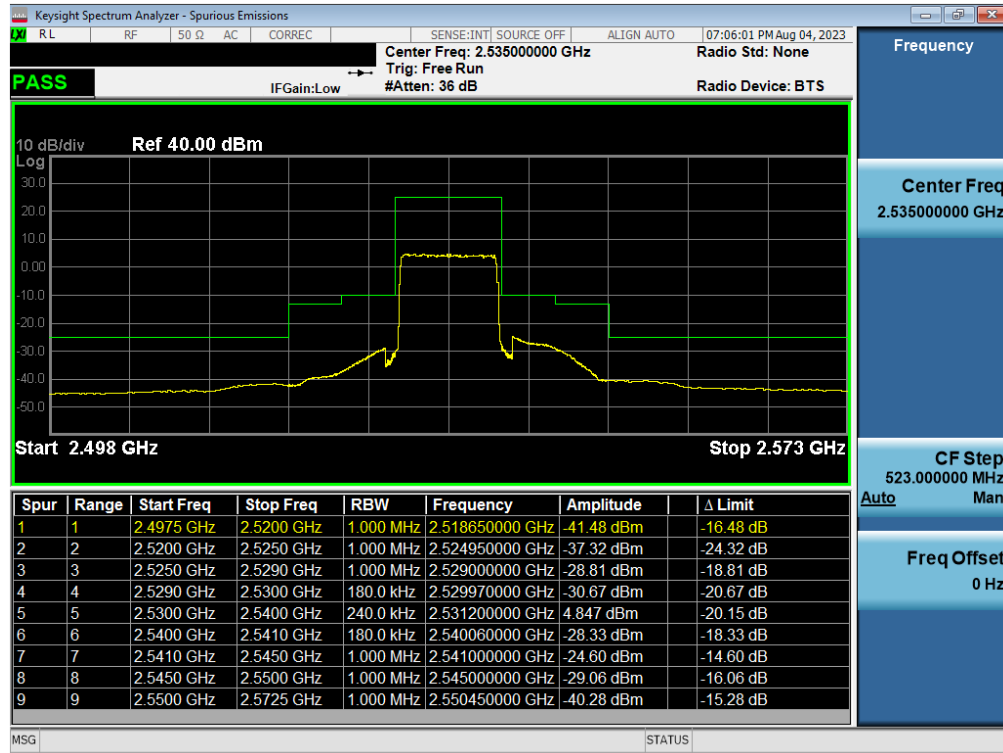 Keysight Spectrum Analyzer - Spurious Emissions
LXI RL RF 50 Ω AC CORREC SENSE:INT SOURCE OFF ALIGN AUTO 07:06:01 PM Aug 04, 2023
Center Freq: 2.535000000 GHz Radio Std: None
Trig: Free Run
PASS IFGain:Low #Atten: 36 dB Radio Device: BTS
10 dB/div Ref 40.00 dBm
Log
30.0
20.0
10.0
0.00
-10.0
-20.0
-30.0
-40.0
-50.0
Start 2.498 GHz Stop 2.573 GHz
Spur Range Start Freq Stop Freq RBW Frequency Amplitude Δ Limit
1 1 2.4975 GHz 2.5200 GHz 1.000 MHz 2.518650000 GHz -41.48 dBm -16.48 dB
2 2 2.5200 GHz 2.5250 GHz 1.000 MHz 2.524950000 GHz -37.32 dBm -24.32 dB
3 3 2.5250 GHz 2.5290 GHz 1.000 MHz 2.529000000 GHz -28.81 dBm -18.81 dB
4 4 2.5290 GHz 2.5300 GHz 180.0 kHz 2.529970000 GHz -30.67 dBm -20.67 dB
5 5 2.5300 GHz 2.5400 GHz 240.0 kHz 2.531200000 GHz 4.847 dBm -20.15 dB
6 6 2.5400 GHz 2.5410 GHz 180.0 kHz 2.540060000 GHz -28.33 dBm -18.33 dB
7 7 2.5410 GHz 2.5450 GHz 1.000 MHz 2.541000000 GHz -24.60 dBm -14.60 dB
8 8 2.5450 GHz 2.5500 GHz 1.000 MHz 2.545000000 GHz -29.06 dBm -16.06 dB
9 9 2.5500 GHz 2.5725 GHz 1.000 MHz 2.550450000 GHz -40.28 dBm -15.28 dB
MSG STATUS
Frequency
Center Freq
2.535000000 GHz
CF Step
523.000000 MHz
Auto Man
Freq Offset
0 Hz